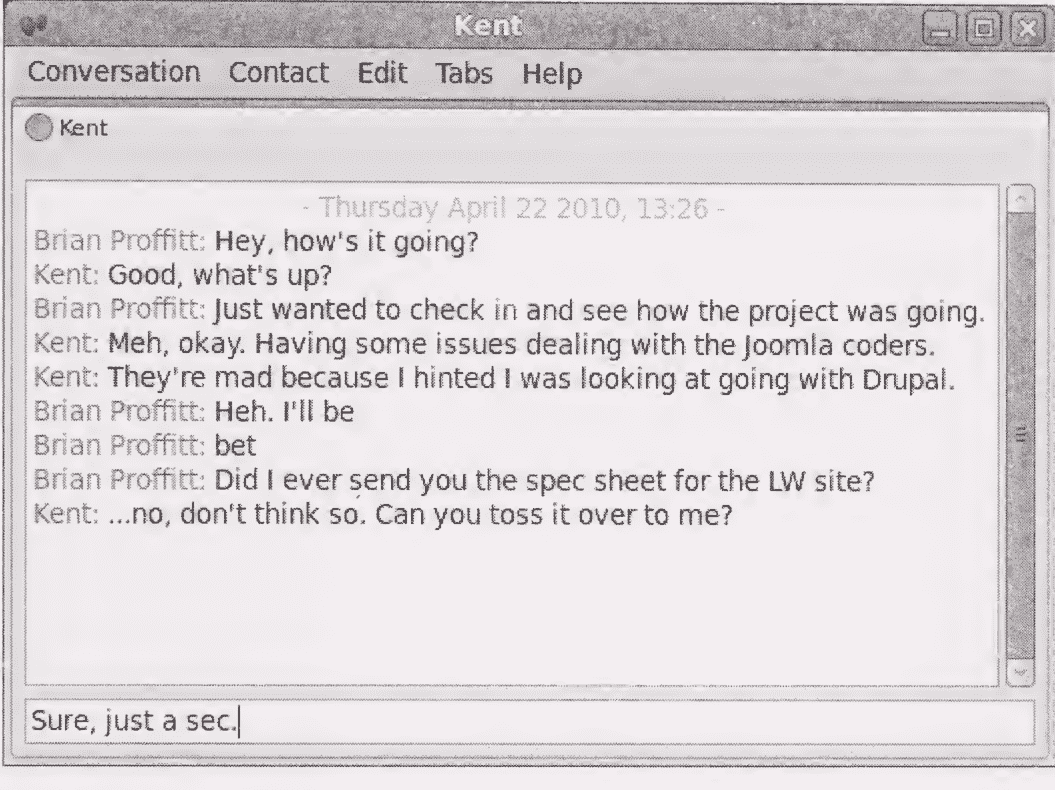 Kent
Conversation Contact Edit Tabs Help
Kent
- Thursday April 22 2010, 13:26 -
Brian Proffitt: Hey, how's it going?
Kent: Good, what's up?
Brian Proffitt: Just wanted to check in and see how the project was going.
Kent: Meh, okay. Having some issues dealing with the Joomla coders.
Kent: They're mad because I hinted I was looking at going with Drupal.
Brian Proffitt: Heh. I'll be
Brian Proffitt: bet
Brian Proffitt: Did I ever send you the spec sheet for the LW site?
Kent: ...no, don't think so. Can you toss it over to me?
Sure, just a sec.